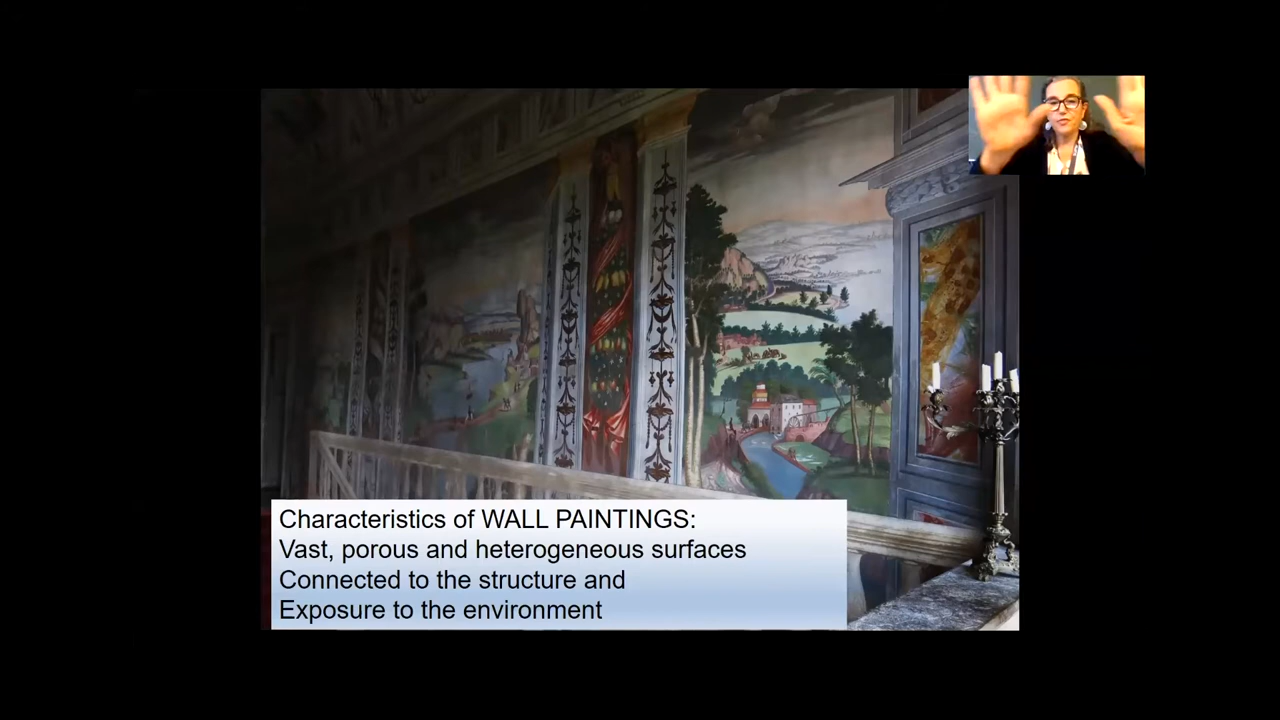 Characteristics of WALL PAINTINGS:
Vast, porous and heterogeneous surfaces
Connected to the structure and
Exposure to the environment